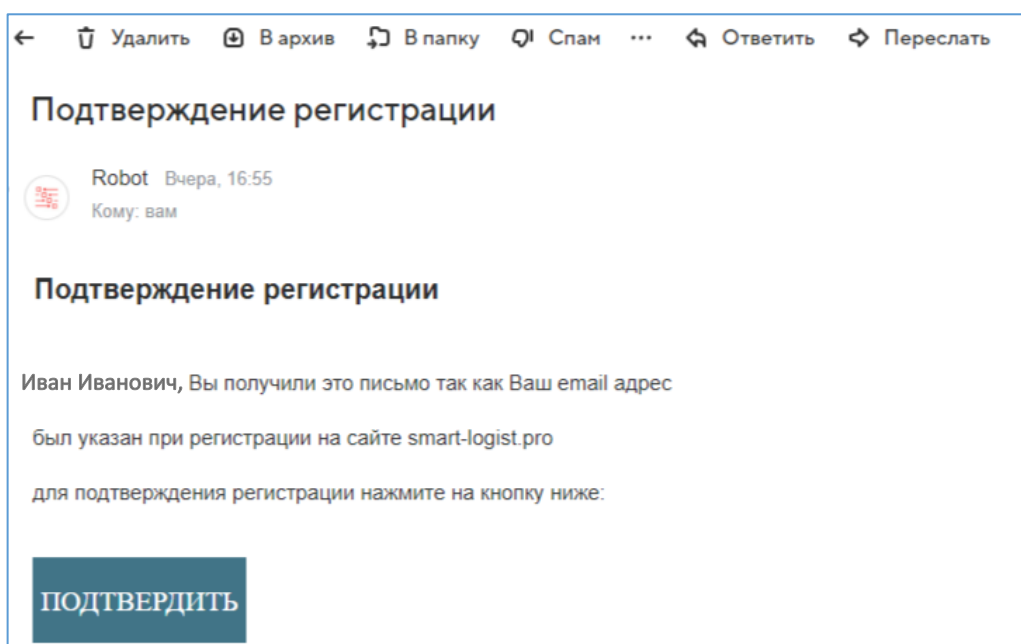 Удалить В архив В папку Спам ... Ответить Переслать
Подтверждение регистрации
Robot Вчера, 16:55
Кому: вам
Подтверждение регистрации
Иван Иванович, Вы получили это письмо так как Ваш email адрес
был указан при регистрации на сайте smart-logist.pro
для подтверждения регистрации нажмите на кнопку ниже:
ПОДТВЕРДИТЬ